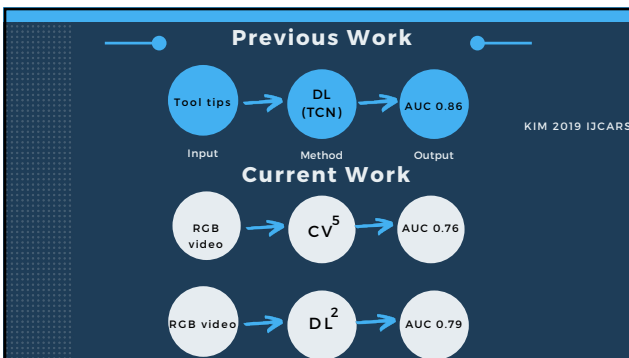 Previous Work
Tool tips
DL
(TCN)
AUC 0.86
KIM 2019 IJCARS
Input
Method
Output
Current Work
RGB
video
CV⁵
AUC 0.76
RGB video
DL²
AUC 0.79